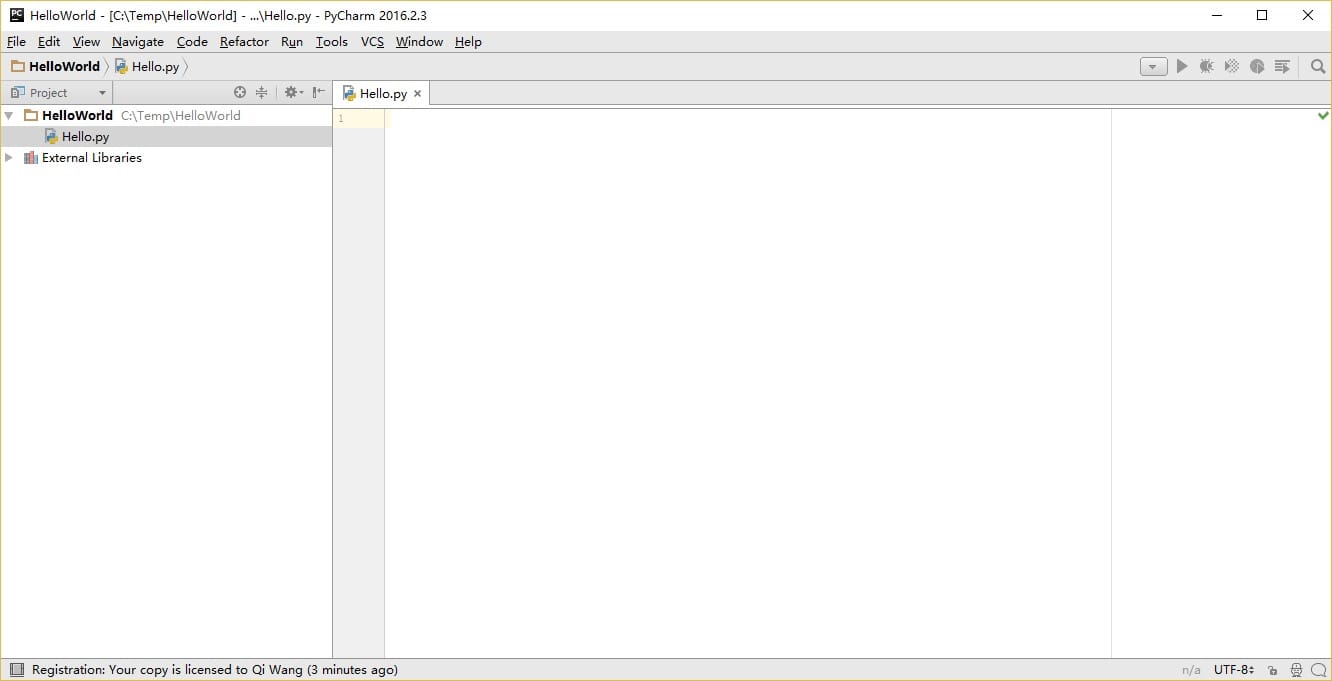 PC HelloWorld - [C:\Temp\HelloWorld] - ...\Hello.py - PyCharm 2016.2.3
File Edit View Navigate Code Refactor Run Tools VCS Window Help
HelloWorld Hello.py
Project Hello.py
HelloWorld C:\Temp\HelloWorld 1
Hello.py
External Libraries
Registration: Your copy is licensed to Qi Wang (3 minutes ago) n/a UTF-8